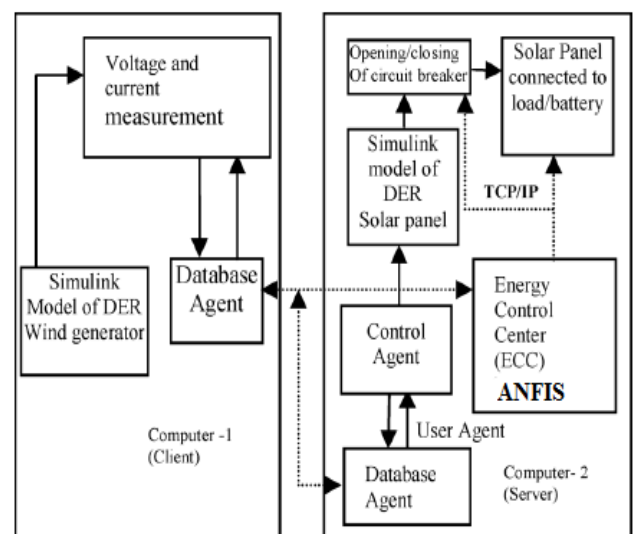 Voltage and
current
measurement
Simulink
Model of DER
Wind generator
Database
Agent
Computer -1
(Client)
Opening/closing
Of circuit breaker
Solar Panel
connected to
load/battery
Simulink
model of
DER
Solar panel
TCP/IP
Control
Agent
Energy
Control
Center
(ECC)
ANFIS
User Agent
Database
Agent
Computer- 2
(Server)